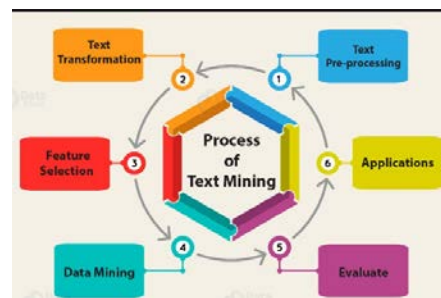 Text
Transformation
2
1
Text
Pre-processing
Feature
Selection
3
Process
of
Text Mining
6
Applications
Data Mining
4
5
Evaluate